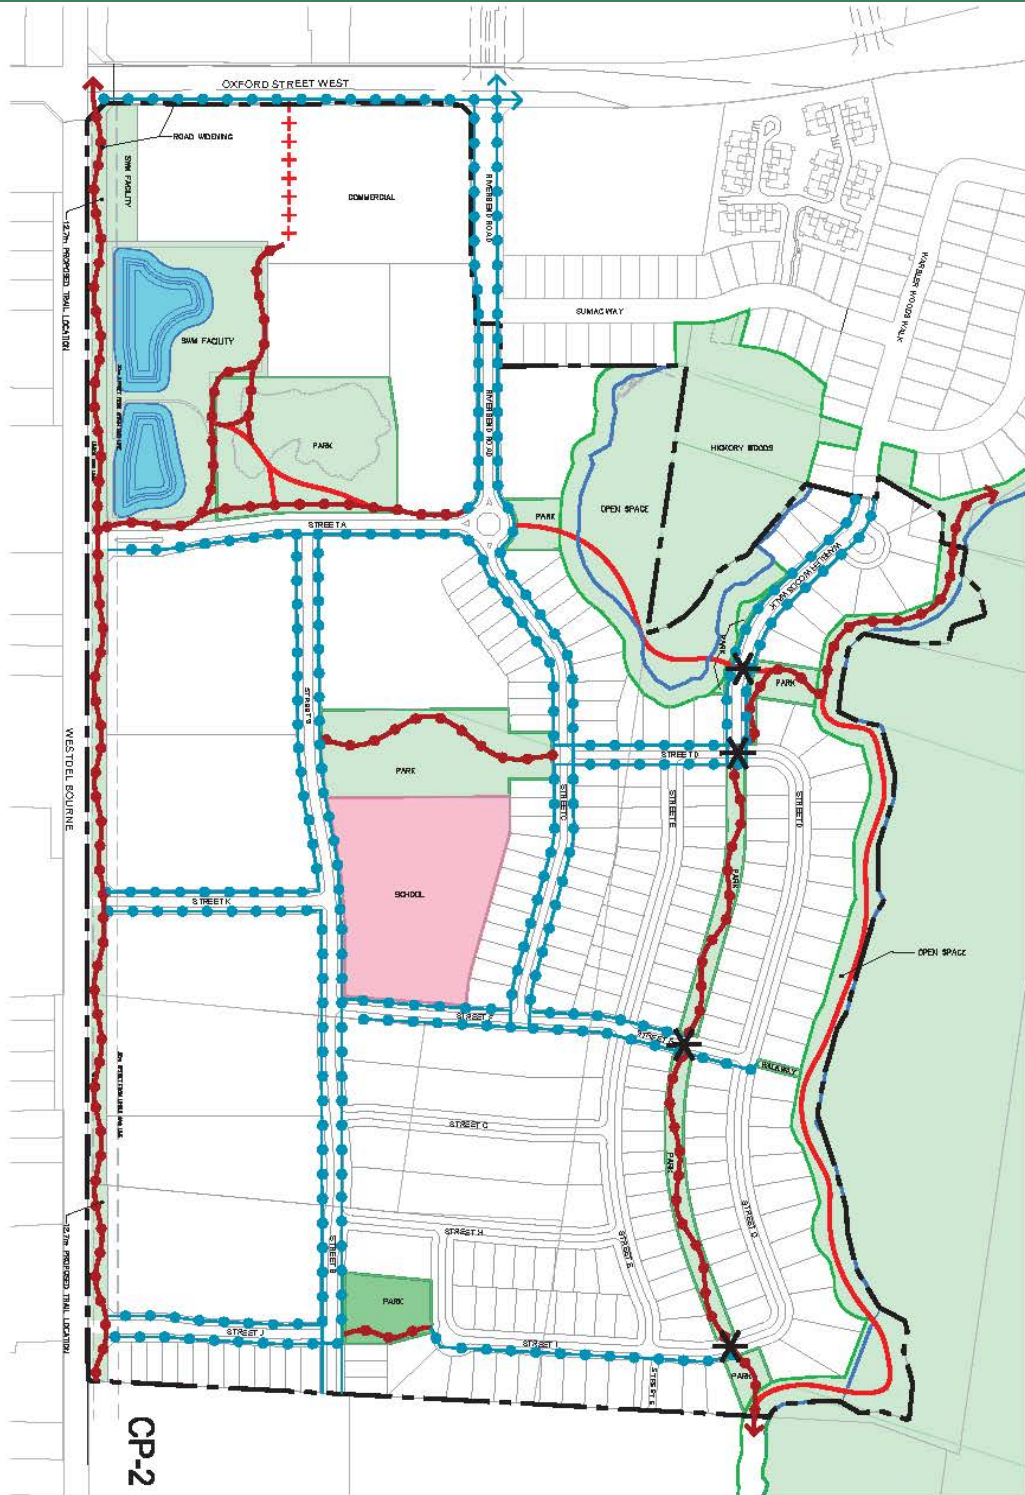 OXFORD STREET WEST
ROAD WIDENING
SWM FACILITY
COMMERCIAL
RIVERBEND ROAD
12.7m PROPOSED TRAIL LOCATION
WARBLER WOODS WALK
SUMAC WAY
SWM FACILITY
RIVERBEND ROAD
PARK
HICKORY WOODS
OPEN SPACE
PARK
STREET A
WARBLER WOODS WALK
PARK
PARK
STREET B
WESTDEL BOURNE
PARK
STREET D
STREET C
STREET E
STREET D
PARK
SCHOOL
STREET K
OPEN SPACE
STREET F
WALKWAY
STREET G
PARK
STREET H
STREET E
STREET D
STREET B
PARK
12.7m PROPOSED TRAIL LOCATION
STREET J
STREET I
PARK
STREET E
CP-2